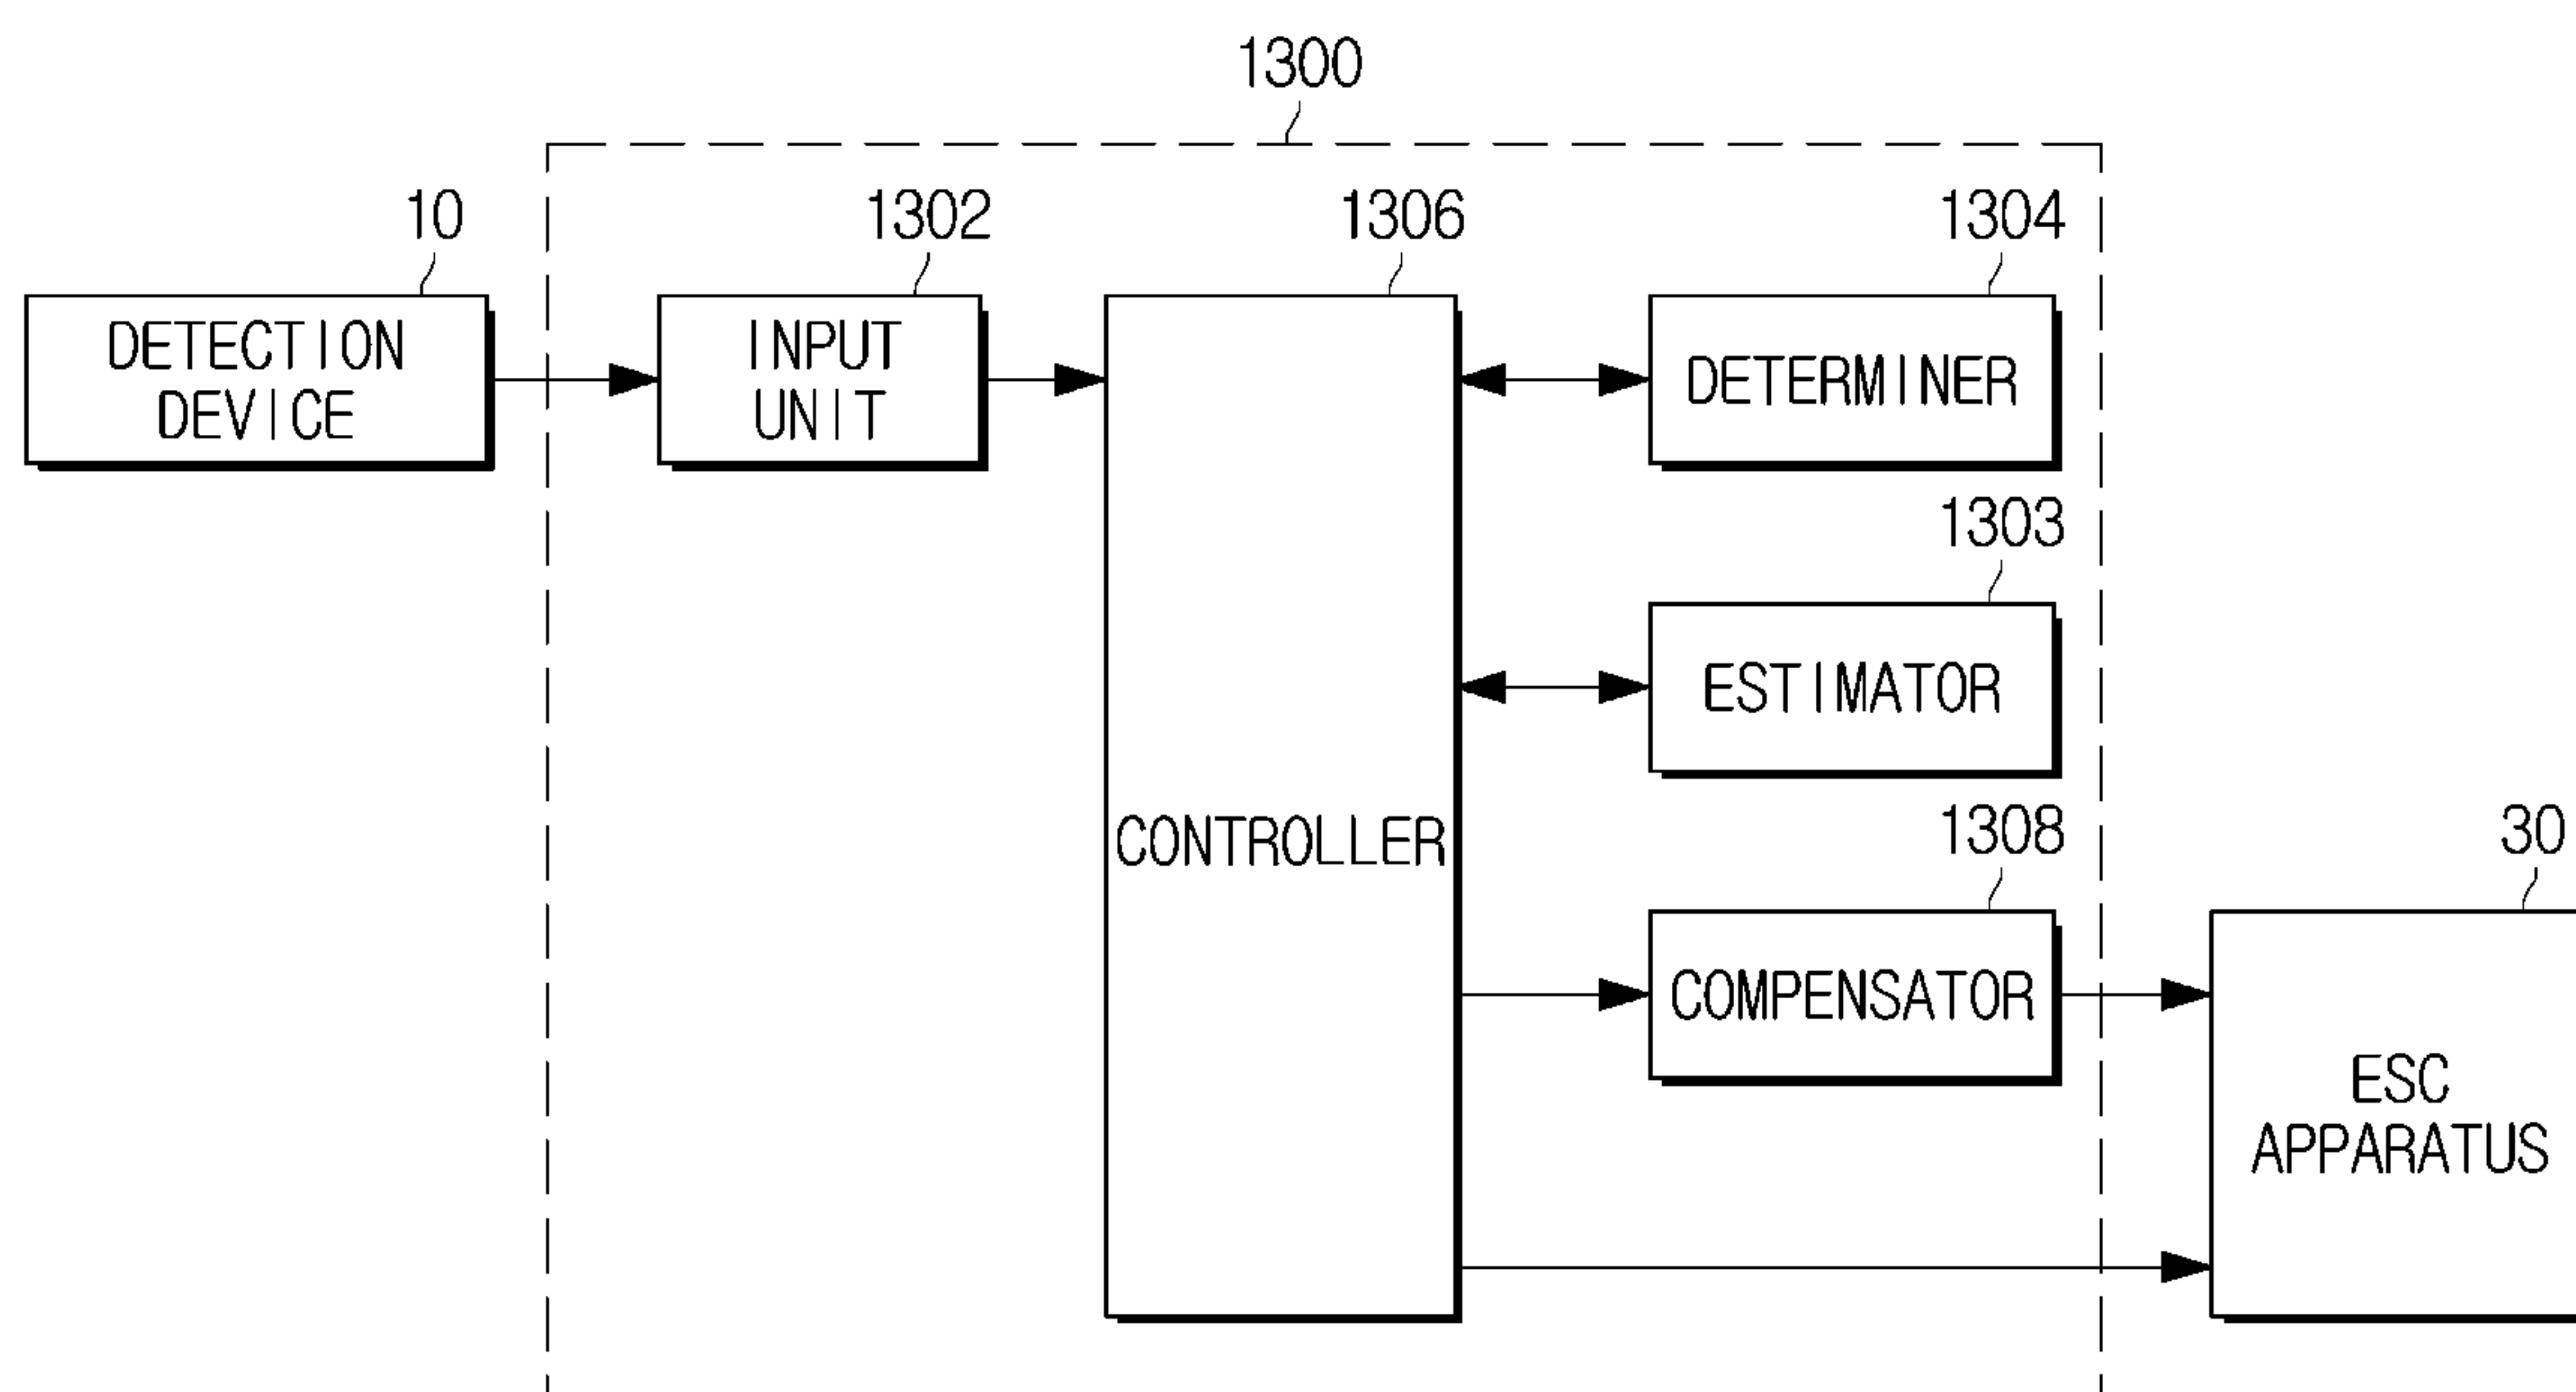 1300
10
1302
1306
1304
DETECTION
DEVICE
INPUT
UNIT
DETERMINER
1303
ESTIMATOR
CONTROLLER
1308
30
COMPENSATOR
ESC
APPARATUS